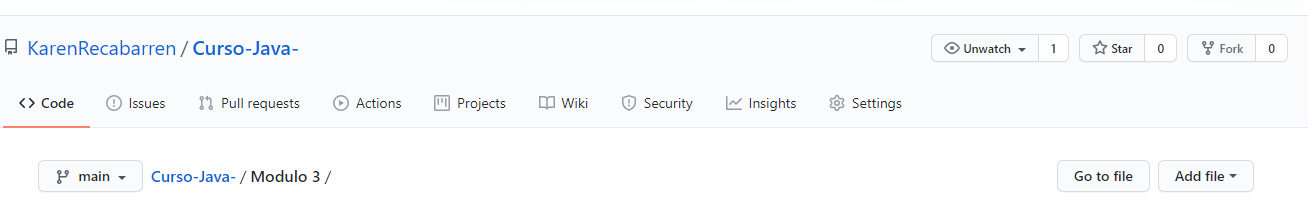 KarenRecabarren / Curso-Java- Unwatch 1 Star 0 Fork 0
Code Issues Pull requests Actions Projects Wiki Security Insights Settings
main Curso-Java- / Modulo 3 / Go to file Add file